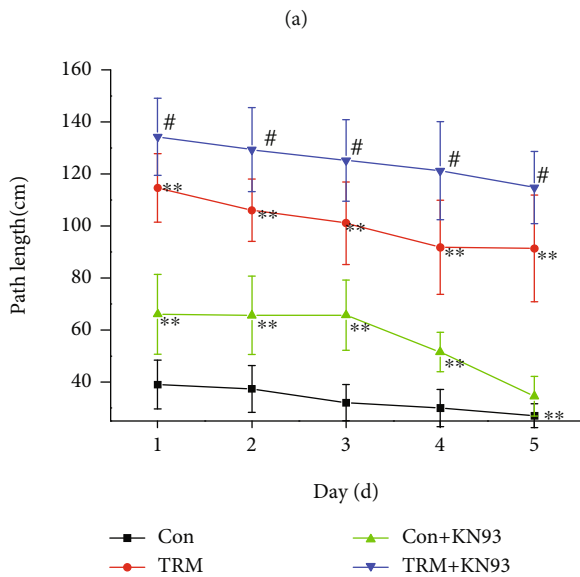 (a)
160
140
120
100
80
60
40
Path length(cm)
# # # # #
** ** ** ** **
** ** ** ** **
1 2 3 4 5
Day (d)
Con Con+KN93
TRM TRM+KN93